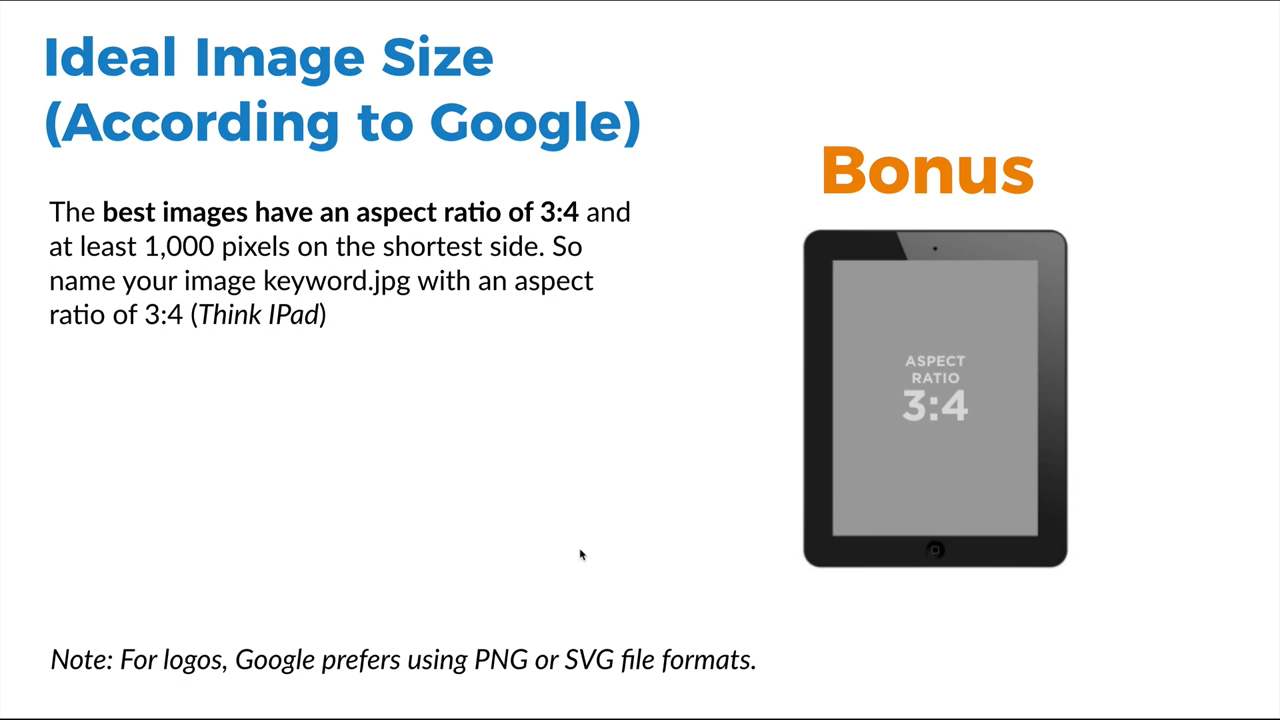 Ideal Image Size
(According to Google)
The best images have an aspect ratio of 3:4 and
at least 1,000 pixels on the shortest side. So
name your image keyword.jpg with an aspect
ratio of 3:4 (Think IPad)
Bonus
ASPECT
RATIO
3:4
Note: For logos, Google prefers using PNG or SVG file formats.